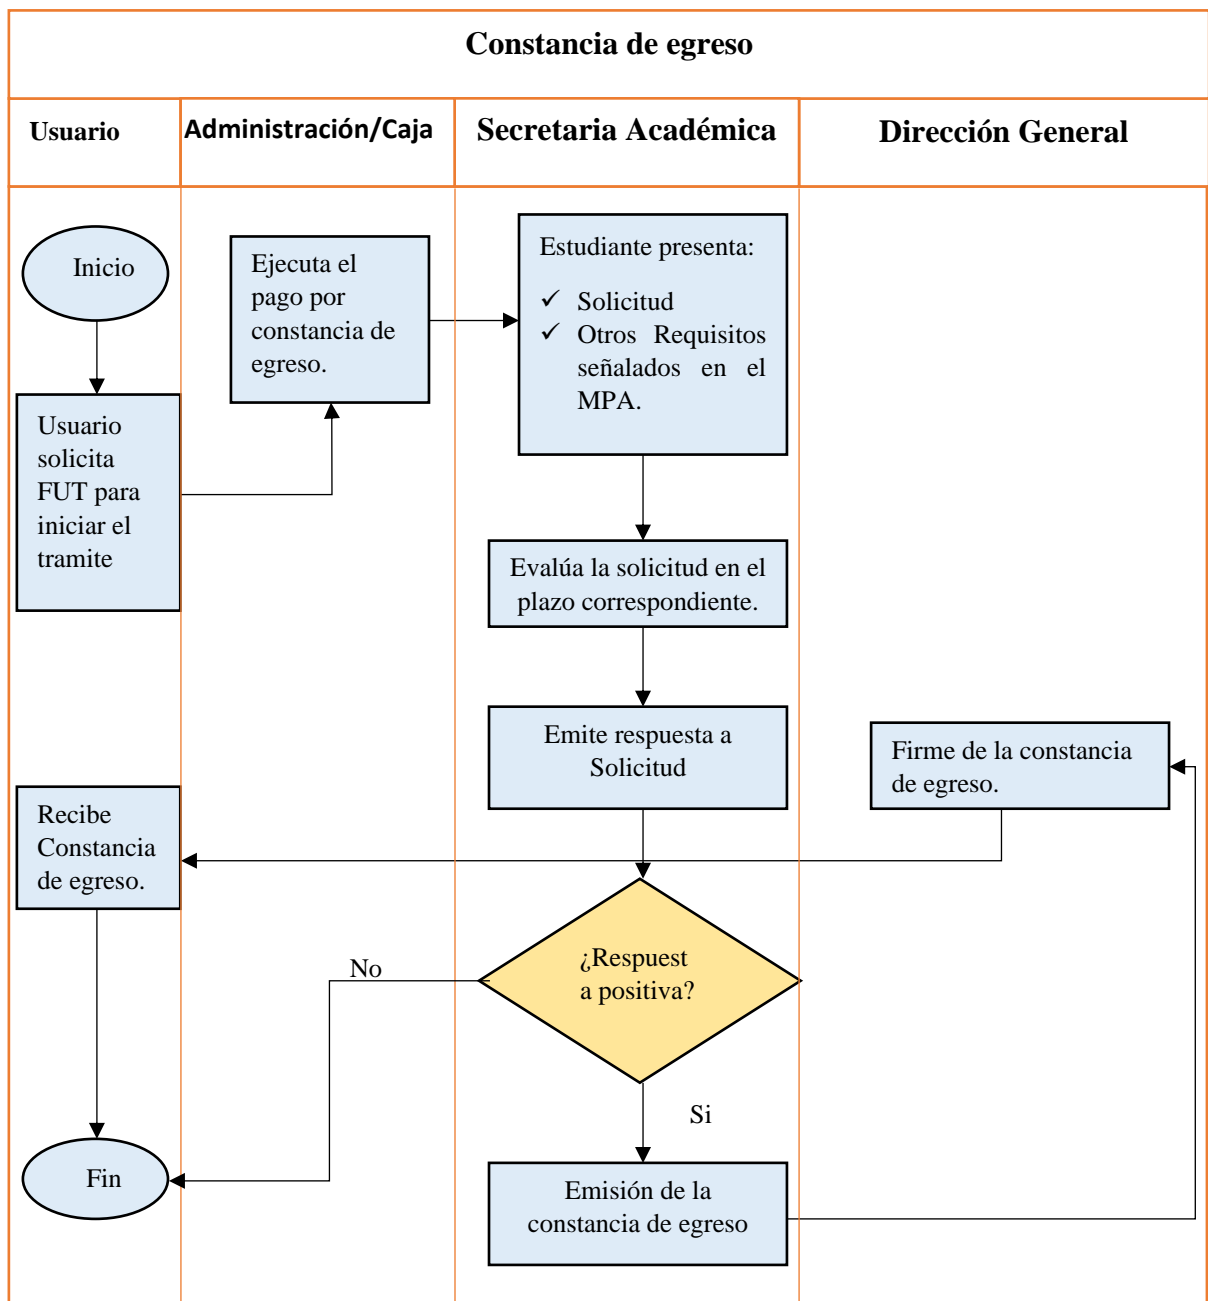 Constancia de egreso
Usuario
Administración/Caja
Secretaria Académica
Dirección General
Inicio
Usuario
solicita
FUT para
iniciar el
tramite
Ejecuta el
pago por
constancia de
egreso.
Estudiante presenta:
✓ Solicitud
✓ Otros Requisitos
señalados en el
MPA.
Evalúa la solicitud en el
plazo correspondiente.
Emite respuesta a
Solicitud
Firme de la constancia
de egreso.
Recibe
Constancia
de egreso.
¿Respuest
a positiva?
No
Si
Emisión de la
constancia de egreso
Fin